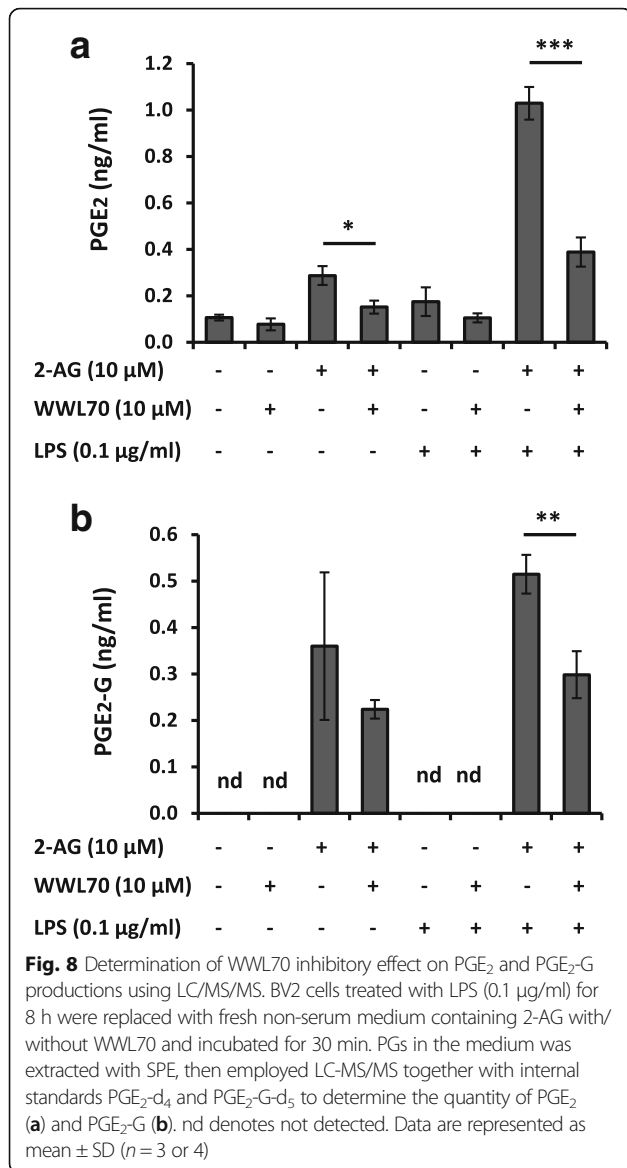 a
***
1.2
1.0
0.8
0.6
0.4
0.2
0.0
PGE2 (ng/ml)
*
2-AG (10 µM) - - + + - - + +
WWL70 (10 µM) - + - + - + - +
LPS (0.1 µg/ml) - - - - + + + +
b
**
0.6
0.5
0.4
0.3
0.2
0.1
0.0
PGE2-G (ng/ml)
nd nd nd nd
2-AG (10 µM) - - + + - - + +
WWL70 (10 µM) - + - + - + - +
LPS (0.1 µg/ml) - - - - + + + +
Fig. 8 Determination of WWL70 inhibitory effect on PGE₂ and PGE₂-G
productions using LC/MS/MS. BV2 cells treated with LPS (0.1 µg/ml) for
8 h were replaced with fresh non-serum medium containing 2-AG with/
without WWL70 and incubated for 30 min. PGs in the medium was
extracted with SPE, then employed LC-MS/MS together with internal
standards PGE₂-d₄ and PGE₂-G-d₅ to determine the quantity of PGE₂
(a) and PGE₂-G (b). nd denotes not detected. Data are represented as
mean ± SD (n = 3 or 4)